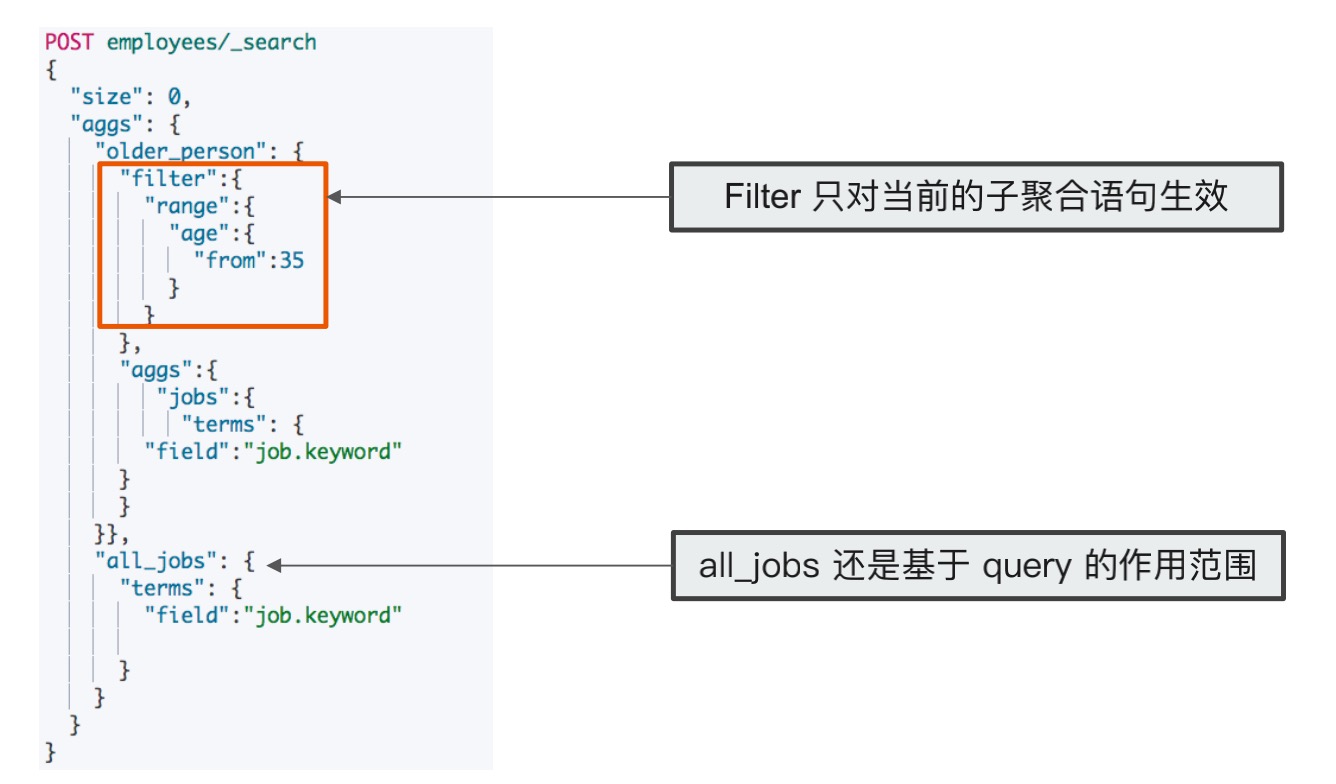 POST employees/_search
{
  "size": 0,
  "aggs": {
    "older_person": {
      "filter":{
        "range":{
          "age":{
            "from":35
          }
        }
      },
      "aggs":{
         "jobs":{
           "terms": {
        "field":"job.keyword"
      }
      }
    }},
    "all_jobs": {
      "terms": {
        "field":"job.keyword"
      }
    }
  }
}
Filter 只对当前的子聚合语句生效
all_jobs 还是基于 query 的作用范围